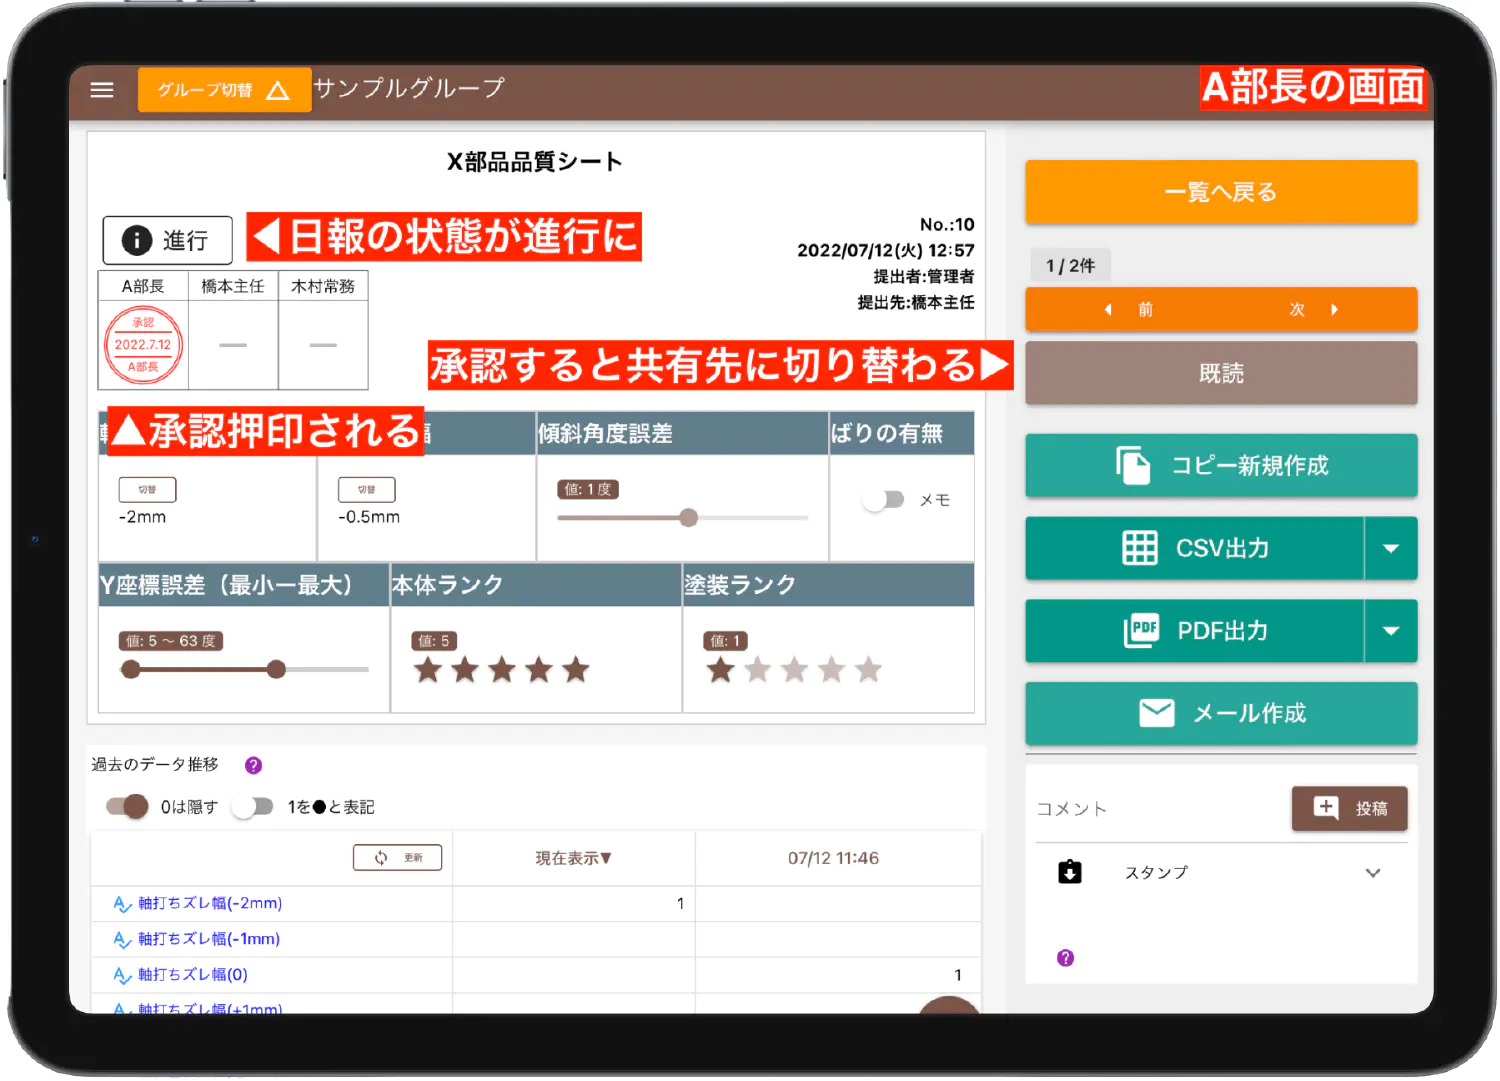 グループ切替
サンプルグループ
A部長の画面
X部品品質シート
進行
◀日報の状態が進行に
No.:10
2022/07/12(火) 12:57
提出者:管理者
提出先:橋本主任
A部長 橋本主任 木村常務
承認
2022.7.12
A部長
— —
承認すると共有先に切り替わる▶
▲承認押印される
幅
傾斜角度誤差
ばりの有無
切替
-2mm
切替
-0.5mm
値: 1 度
メモ
Y座標誤差（最小ー最大）
本体ランク
塗装ランク
値: 5 ～ 63 度
値: 5
値: 1
過去のデータ推移 ?
0は隠す
1を●と表記
更新
現在表示▼
07/12 11:46
軸打ちズレ幅(-2mm) 1
軸打ちズレ幅(-1mm)
軸打ちズレ幅(0) 1
軸打ちズレ幅(+1mm)
一覧へ戻る
1 / 2件
前
次
既読
コピー新規作成
CSV出力
PDF
PDF出力
メール作成
コメント
投稿
スタンプ
?